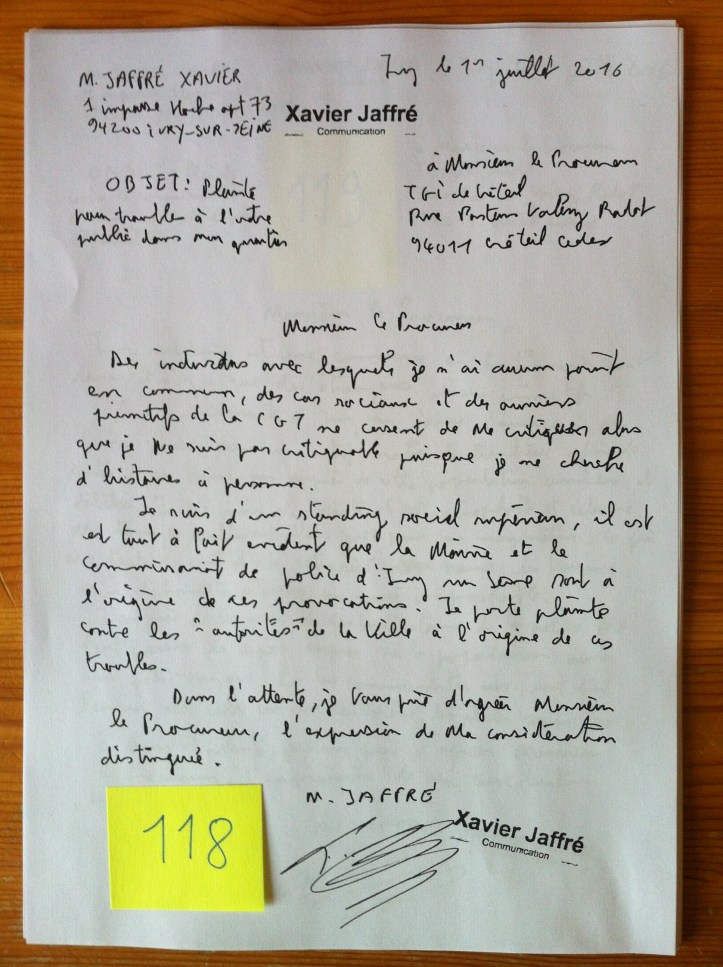 M. JAFFRÉ XAVIER
1 impasse Hoche apt 73
94200 IVRY-SUR-SEINE
Ivry le 1er juillet 2016
Xavier Jaffré
Communication
OBJET: Plainte
pour troubles à l'ordre
public dans mon quartier
à Monsieur le Procureur
TGI de Créteil
Rue Pasteur Valéry Radot
94011 Créteil Cedex
119
Monsieur le Procureur
Des individus avec lesquels je n'ai aucun point
en commun, des cas sociaux et des ouvriers
primitifs de la CGT ne cessent de me critiquer alors
que je ne suis pas critiquable puisque je ne cherche
d'histoires à personne.
Je suis d'un standing social supérieur, il est
est tout à fait évident que la Mairie et le
commissariat de police d'Ivry sur Seine sont à
l'origine de ces provocations. Je porte plainte
contre les "autorités" de la Ville à l'origine de ces
troubles.
Dans l'attente, je vous prie d'agréer Monsieur
le Procureur, l'expression de ma considération
distinguée.
M. JAFFRÉ
Xavier Jaffré
Communication
118